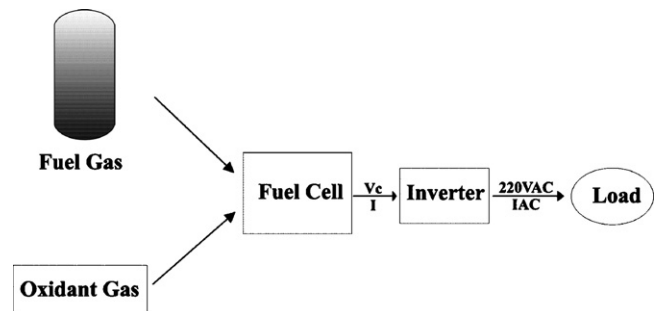 Fuel Gas
Fuel Cell
Vc
I
Inverter
220VAC
IAC
Load
Oxidant Gas